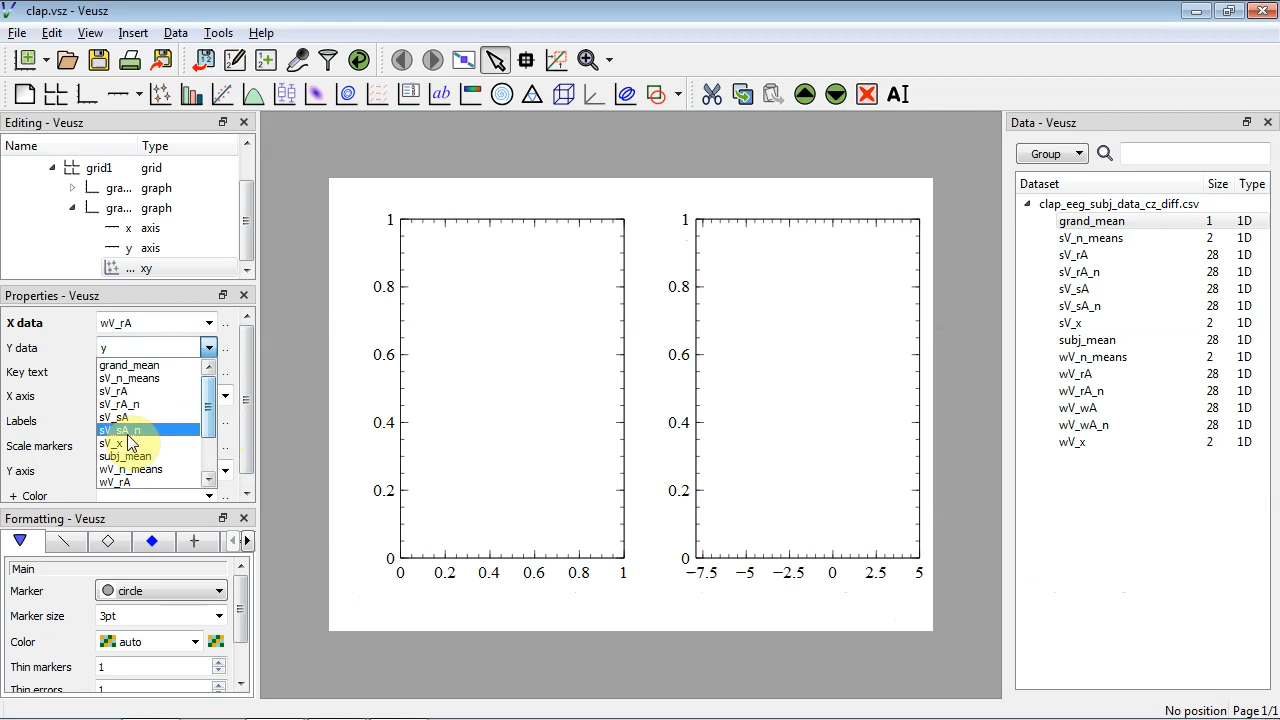 clap.vsz - Veusz
File Edit View Insert Data Tools Help
ab AI
Editing - Veusz
Name Type
grid1 grid
gra... graph
gra... graph
x axis
y axis
... xy
Properties - Veusz
X data wV_rA ..
Y data y ..
Key text ..
X axis
Labels ..
Scale markers ..
Y axis
+ Color ..
grand_mean
sV_n_means
sV_rA
sV_rA_n
sV_sA
sV_sA_n
sV_x
subj_mean
wV_n_means
wV_rA
Formatting - Veusz
Main
Marker circle
Marker size 3pt
Color auto
Thin markers 1
Thin errors 1
1
0.8
0.6
0.4
0.2
0
0 0.2 0.4 0.6 0.8 1
1
0.8
0.6
0.4
0.2
0
−7.5 −5 −2.5 0 2.5 5
Data - Veusz
Group
Dataset Size Type
clap_eeg_subj_data_cz_diff.csv
grand_mean 1 1D
sV_n_means 2 1D
sV_rA 28 1D
sV_rA_n 28 1D
sV_sA 28 1D
sV_sA_n 28 1D
sV_x 2 1D
subj_mean 28 1D
wV_n_means 2 1D
wV_rA 28 1D
wV_rA_n 28 1D
wV_wA 28 1D
wV_wA_n 28 1D
wV_x 2 1D
No position Page1/1